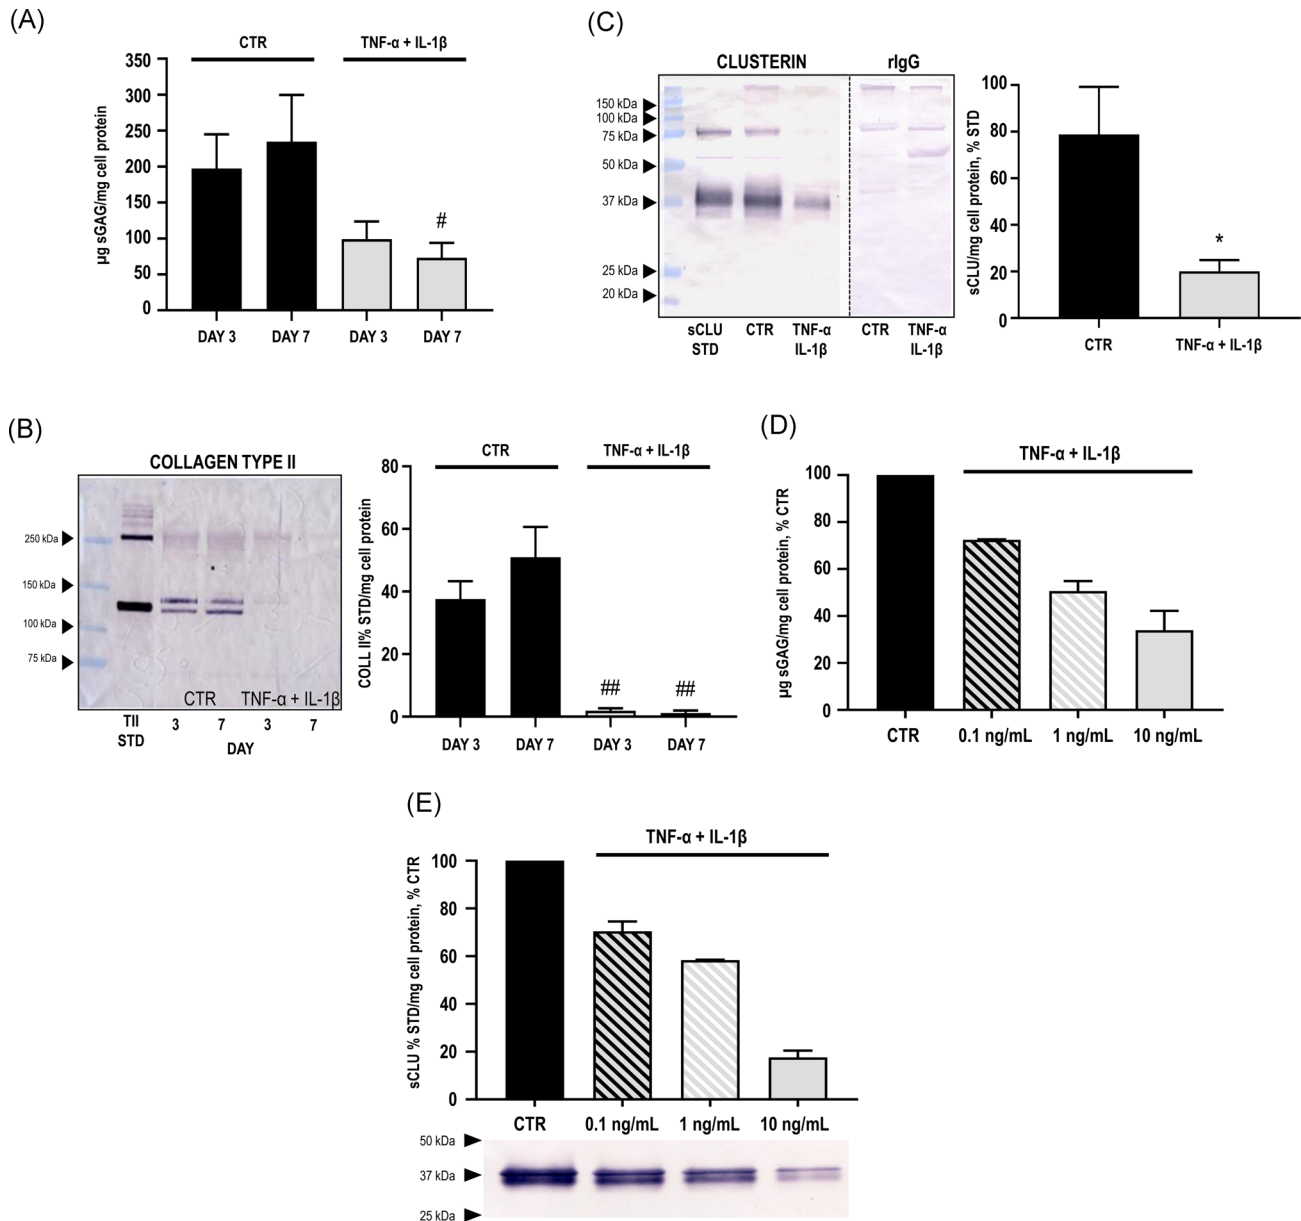 (A)
CTR TNF-α + IL-1β
µg sGAG/mg cell protein
350
300
250
200
150
100
50
0
#
DAY 3 DAY 7 DAY 3 DAY 7
(C)
CLUSTERIN rIgG
150 kDa
100 kDa
75 kDa
50 kDa
37 kDa
25 kDa
20 kDa
sCLU CTR TNF-α CTR TNF-α
STD IL-1β IL-1β
sCLU/mg cell protein, % STD
100
80
60
40
20
0
*
CTR TNF-α + IL-1β
(B)
COLLAGEN TYPE II
250 kDa
150 kDa
100 kDa
75 kDa
CTR TNF-α + IL-1β
TII 3 7 3 7
STD DAY
CTR TNF-α + IL-1β
COLL II% STD/mg cell protein
80
60
40
20
0
## ##
DAY 3 DAY 7 DAY 3 DAY 7
(D)
TNF-α + IL-1β
µg sGAG/mg cell protein, % CTR
100
80
60
40
20
0
CTR 0.1 ng/mL 1 ng/mL 10 ng/mL
(E)
TNF-α + IL-1β
sCLU % STD/mg cell protein, % CTR
100
80
60
40
20
0
CTR 0.1 ng/mL 1 ng/mL 10 ng/mL
50 kDa
37 kDa
25 kDa